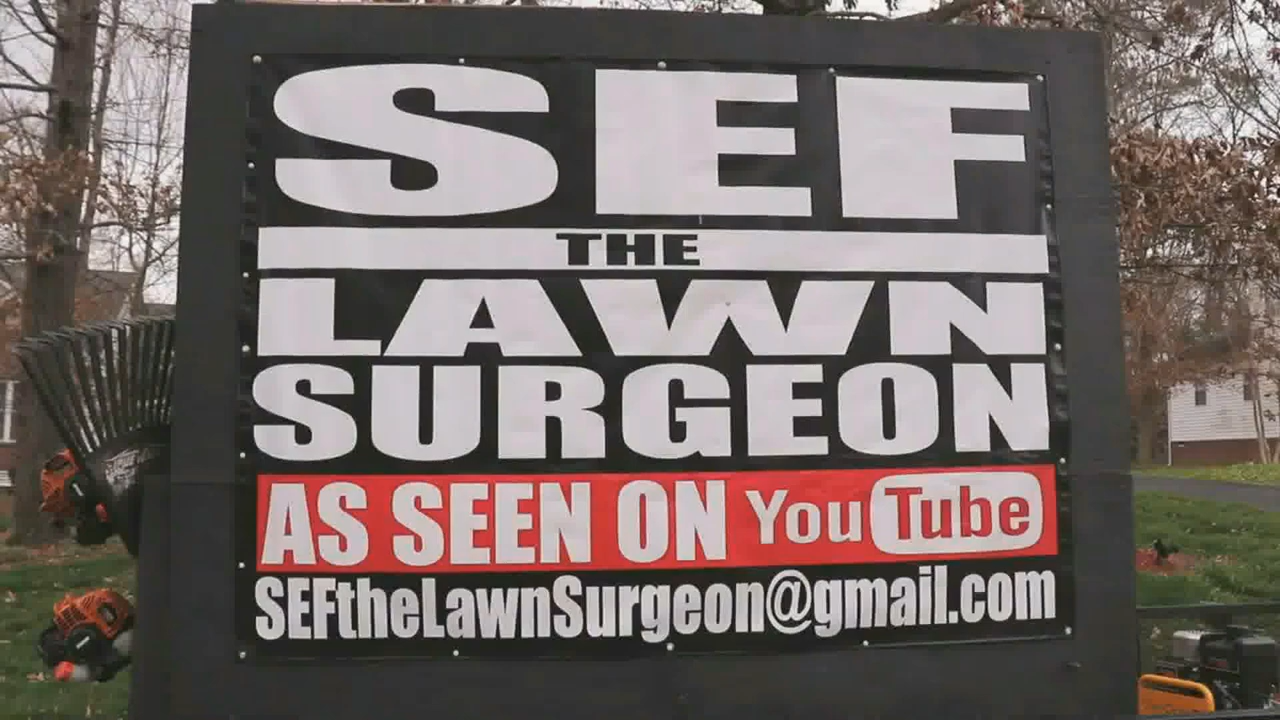 SEF
THE
LAWN
SURGEON
AS SEEN ON YouTube
SEFtheLawnSurgeon@gmail.com